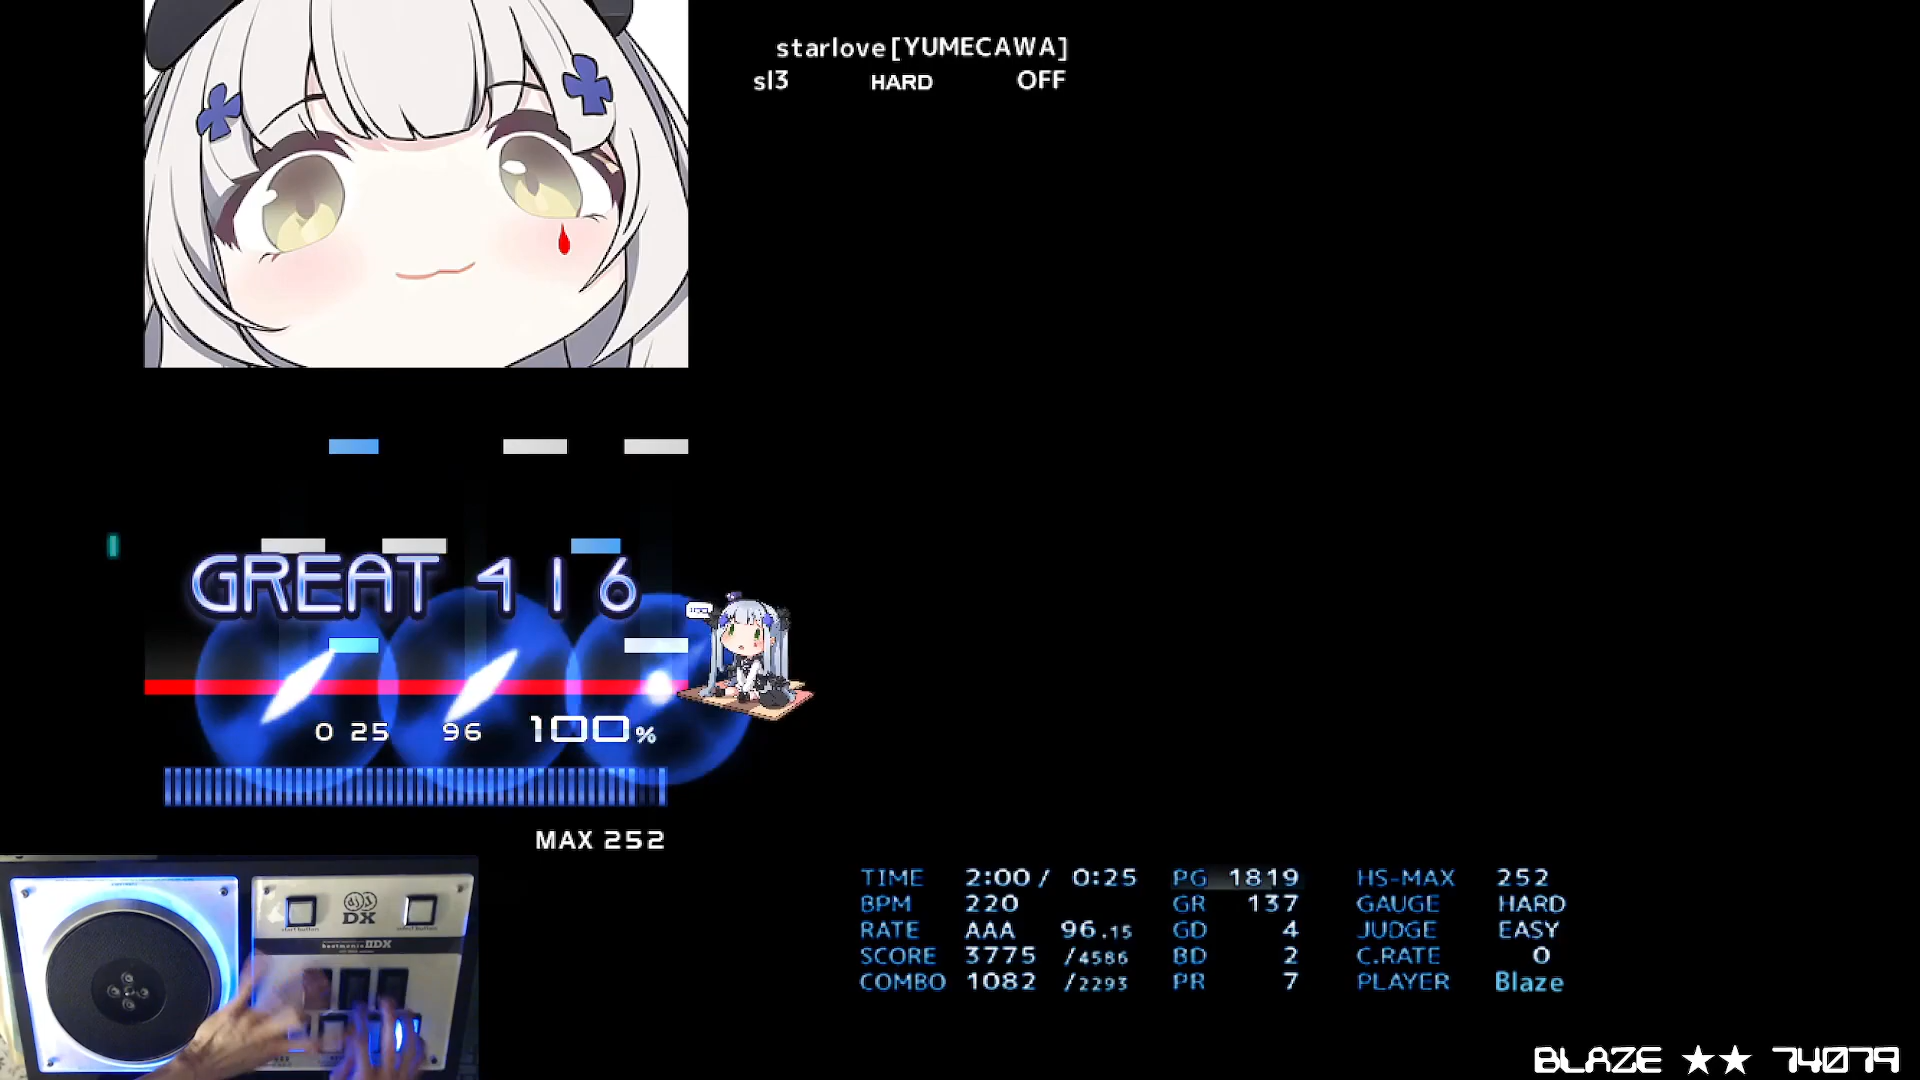 starlove[YUMECAWA]
sl3 HARD OFF
GREAT 416
0 25 96 100%
MAX 252
DX
beatmania IIDX
TIME 2:00 / 0:25 PG 1819 HS-MAX 252
BPM 220 GR 137 GAUGE HARD
RATE AAA 96.15 GD 4 JUDGE EASY
SCORE 3775 /4586 BD 2 C.RATE 0
COMBO 1082 /2293 PR 7 PLAYER Blaze
BLAZE ★★ 74079